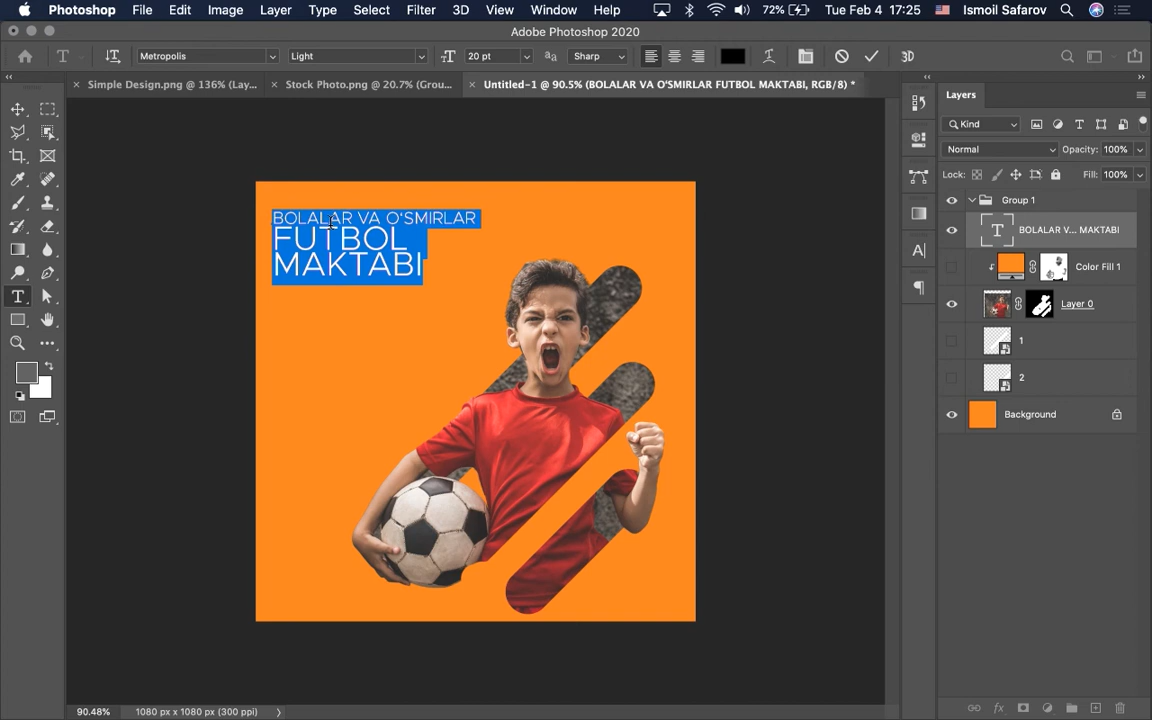 Photoshop File Edit Image Layer Type Select Filter 3D View Window Help 72% Tue Feb 4 17:25 Ismoil Safarov
Adobe Photoshop 2020
T Metropolis Light 20 pt Sharp 3D
Simple Design.png @ 136% (Lay... Stock Photo.png @ 20.7% (Grou... Untitled-1 @ 90.5% (BOLALAR VA O‘SMIRLAR FUTBOL MAKTABI, RGB/8) *
Layers
Kind
Normal Opacity: 100%
Lock: Fill: 100%
Group 1
BOLALAR V... MAKTABI
Color Fill 1
Layer 0
1
2
Background
BOLALAR VA O‘SMIRLAR
FUTBOL
MAKTABI
90.48% 1080 px x 1080 px (300 ppi)